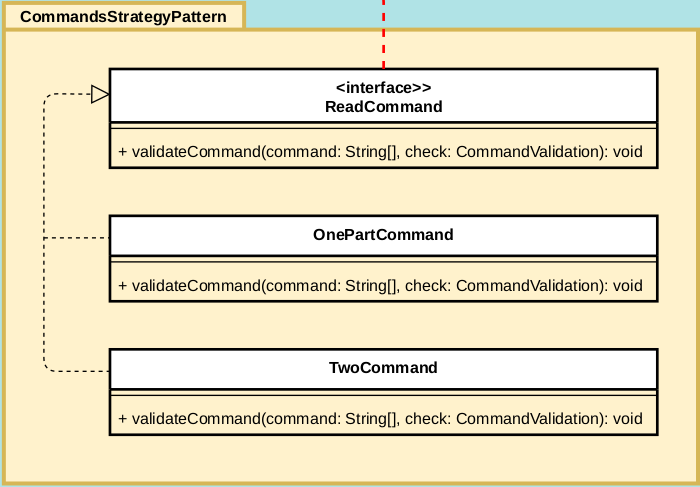 CommandsStrategyPattern
<interface>>
ReadCommand
+ validateCommand(command: String[], check: CommandValidation): void
OnePartCommand
+ validateCommand(command: String[], check: CommandValidation): void
TwoCommand
+ validateCommand(command: String[], check: CommandValidation): void